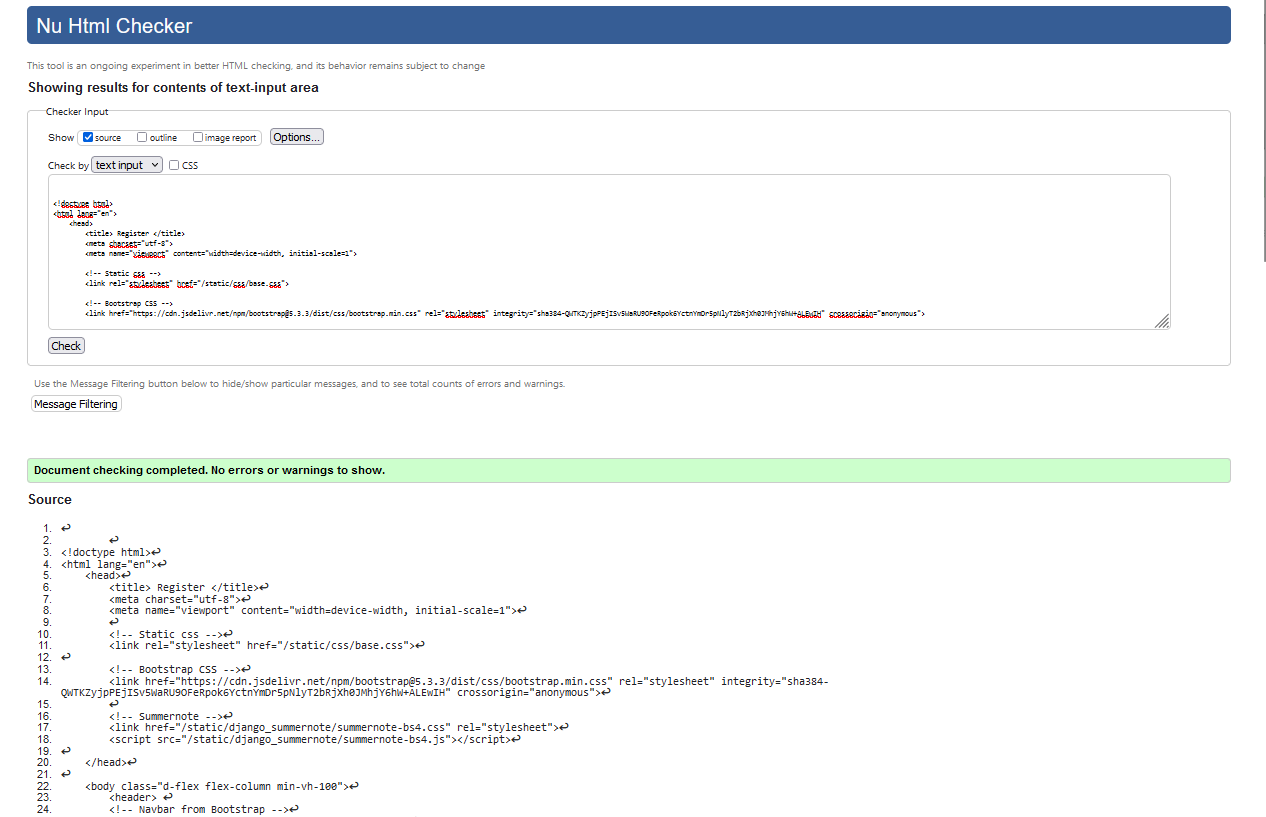 Nu Html Checker
This tool is an ongoing experiment in better HTML checking, and its behavior remains subject to change
Showing results for contents of text-input area
Checker Input
Show source outline image report Options...
Check by text input CSS
<!doctype html>
<html lang="en">
<head>
<title> Register </title>
<meta charset="utf-8">
<meta name="viewport" content="width=device-width, initial-scale=1">
<!-- Static css -->
<link rel="stylesheet" href="/static/css/base.css">
<!-- Bootstrap CSS -->
<link href="https://cdn.jsdelivr.net/npm/bootstrap@5.3.3/dist/css/bootstrap.min.css" rel="stylesheet" integrity="sha384-QWTKZyjpPEjISv5WaRU9OFeRpok6YctnYmDr5pNlyT2bRjXh0JMhjY6hW+ALEwIH" crossorigin="anonymous">
Check
Use the Message Filtering button below to hide/show particular messages, and to see total counts of errors and warnings.
Message Filtering
Document checking completed. No errors or warnings to show.
Source
1. ↩
2. ↩
3. <!doctype html>↩
4. <html lang="en">↩
5. <head>↩
6. <title> Register </title>↩
7. <meta charset="utf-8">↩
8. <meta name="viewport" content="width=device-width, initial-scale=1">↩
9. ↩
10. <!-- Static css -->↩
11. <link rel="stylesheet" href="/static/css/base.css">↩
12. ↩
13. <!-- Bootstrap CSS -->↩
14. <link href="https://cdn.jsdelivr.net/npm/bootstrap@5.3.3/dist/css/bootstrap.min.css" rel="stylesheet" integrity="sha384-
QWTKZyjpPEjISv5WaRU9OFeRpok6YctnYmDr5pNlyT2bRjXh0JMhjY6hW+ALEwIH" crossorigin="anonymous">↩
15. ↩
16. <!-- Summernote -->↩
17. <link href="/static/django_summernote/summernote-bs4.css" rel="stylesheet">↩
18. <script src="/static/django_summernote/summernote-bs4.js"></script>↩
19. ↩
20. </head>↩
21. ↩
22. <body class="d-flex flex-column min-vh-100">↩
23. <header> ↩
24. <!-- Navbar from Bootstrap -->↩